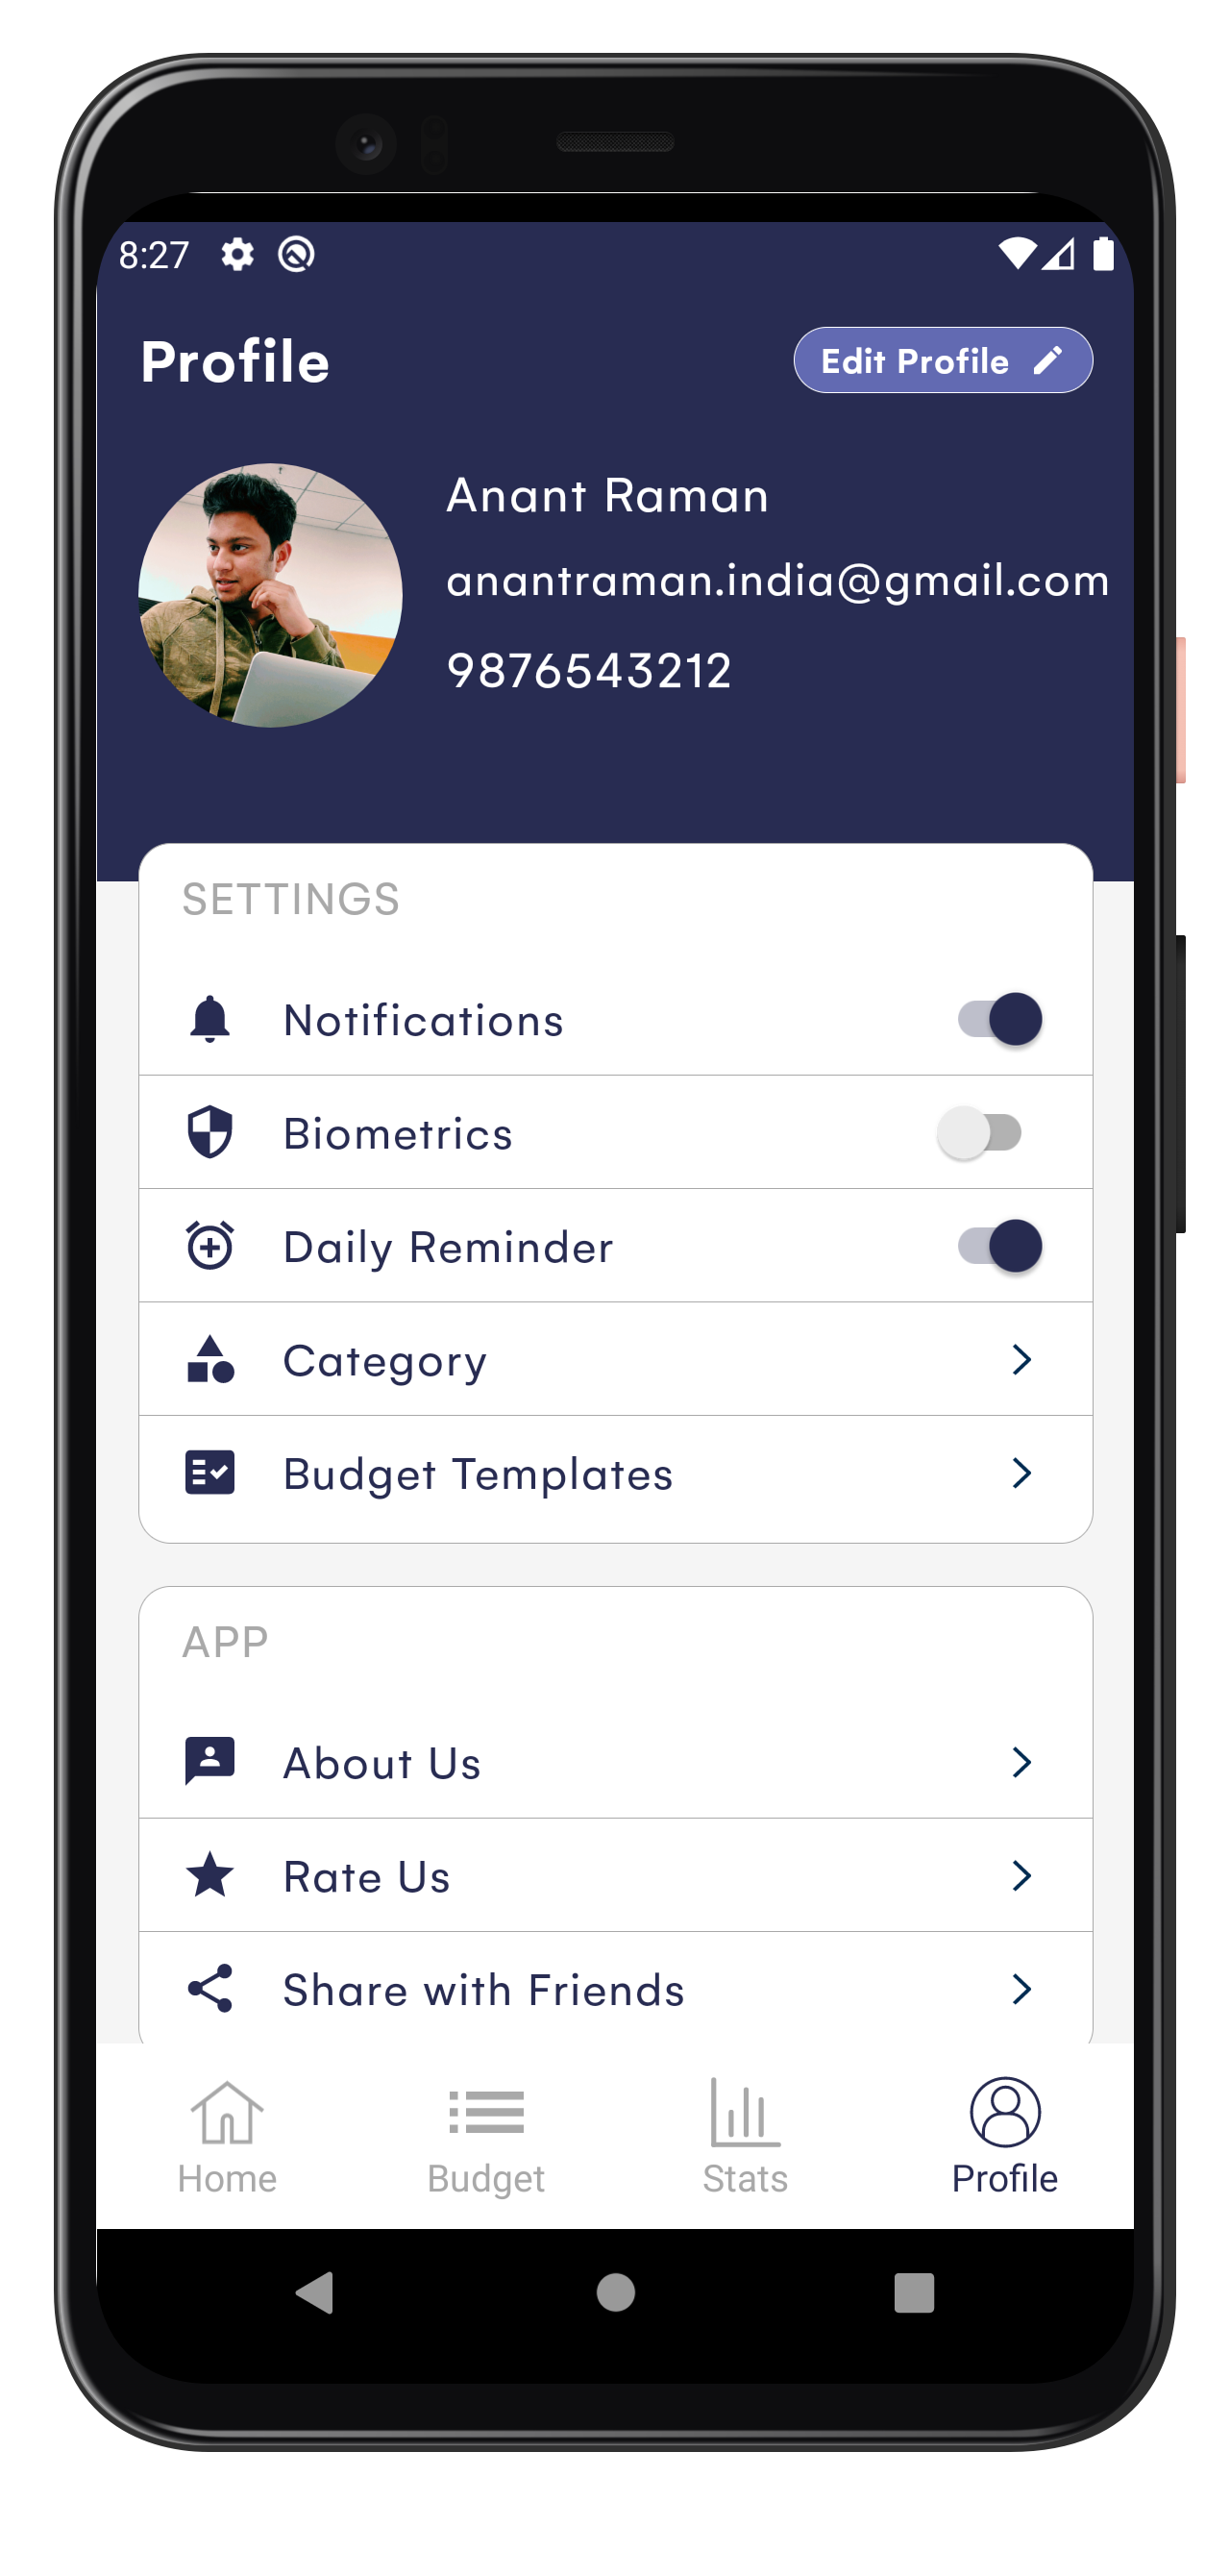 8:27
Profile
Edit Profile
Anant Raman
anantraman.india@gmail.com
9876543212
SETTINGS
Notifications
Biometrics
Daily Reminder
Category
Budget Templates
APP
About Us
Rate Us
Share with Friends
Home
Budget
Stats
Profile